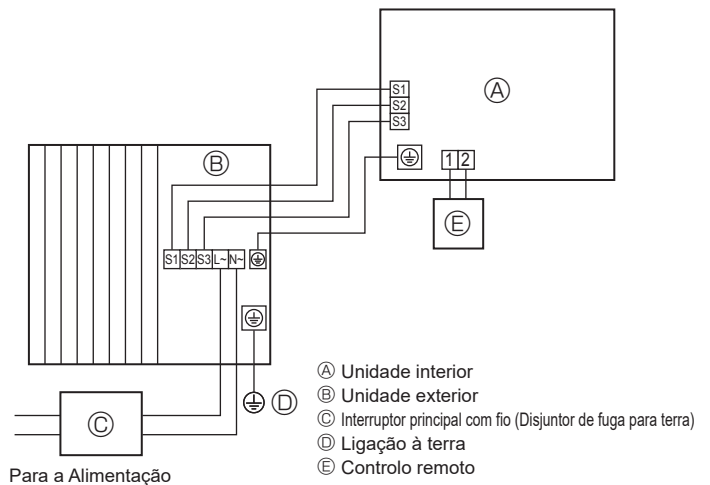 S1
S2
S3
Ⓐ
1 2
Ⓔ
Ⓑ
S1 S2 S3 L~ N~
Ⓓ
Ⓒ
Para a Alimentação
Ⓐ Unidade interior
Ⓑ Unidade exterior
Ⓒ Interruptor principal com fio (Disjuntor de fuga para terra)
Ⓓ Ligação à terra
Ⓔ Controlo remoto